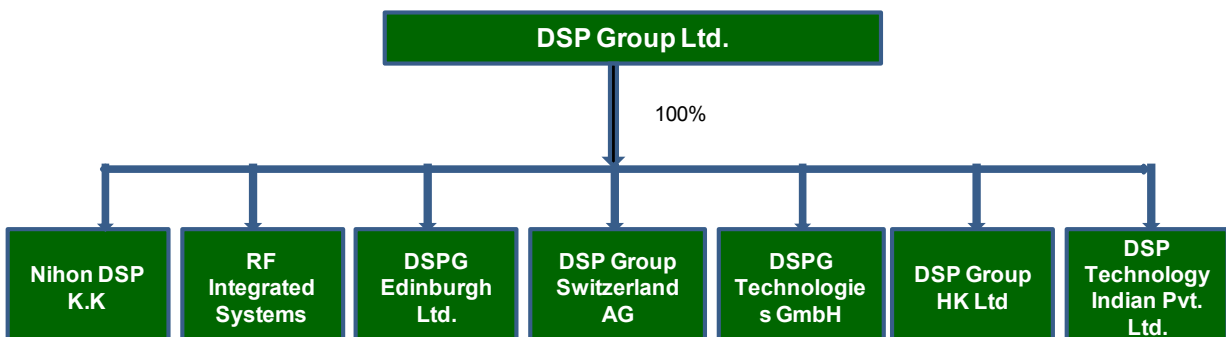 DSP Group Ltd.
100%
Nihon DSP
K.K
RF
Integrated
Systems
DSPG
Edinburgh
Ltd.
DSP Group
Switzerland
AG
DSPG
Technologie
s GmbH
DSP Group
HK Ltd
DSP
Technology
Indian Pvt.
Ltd.